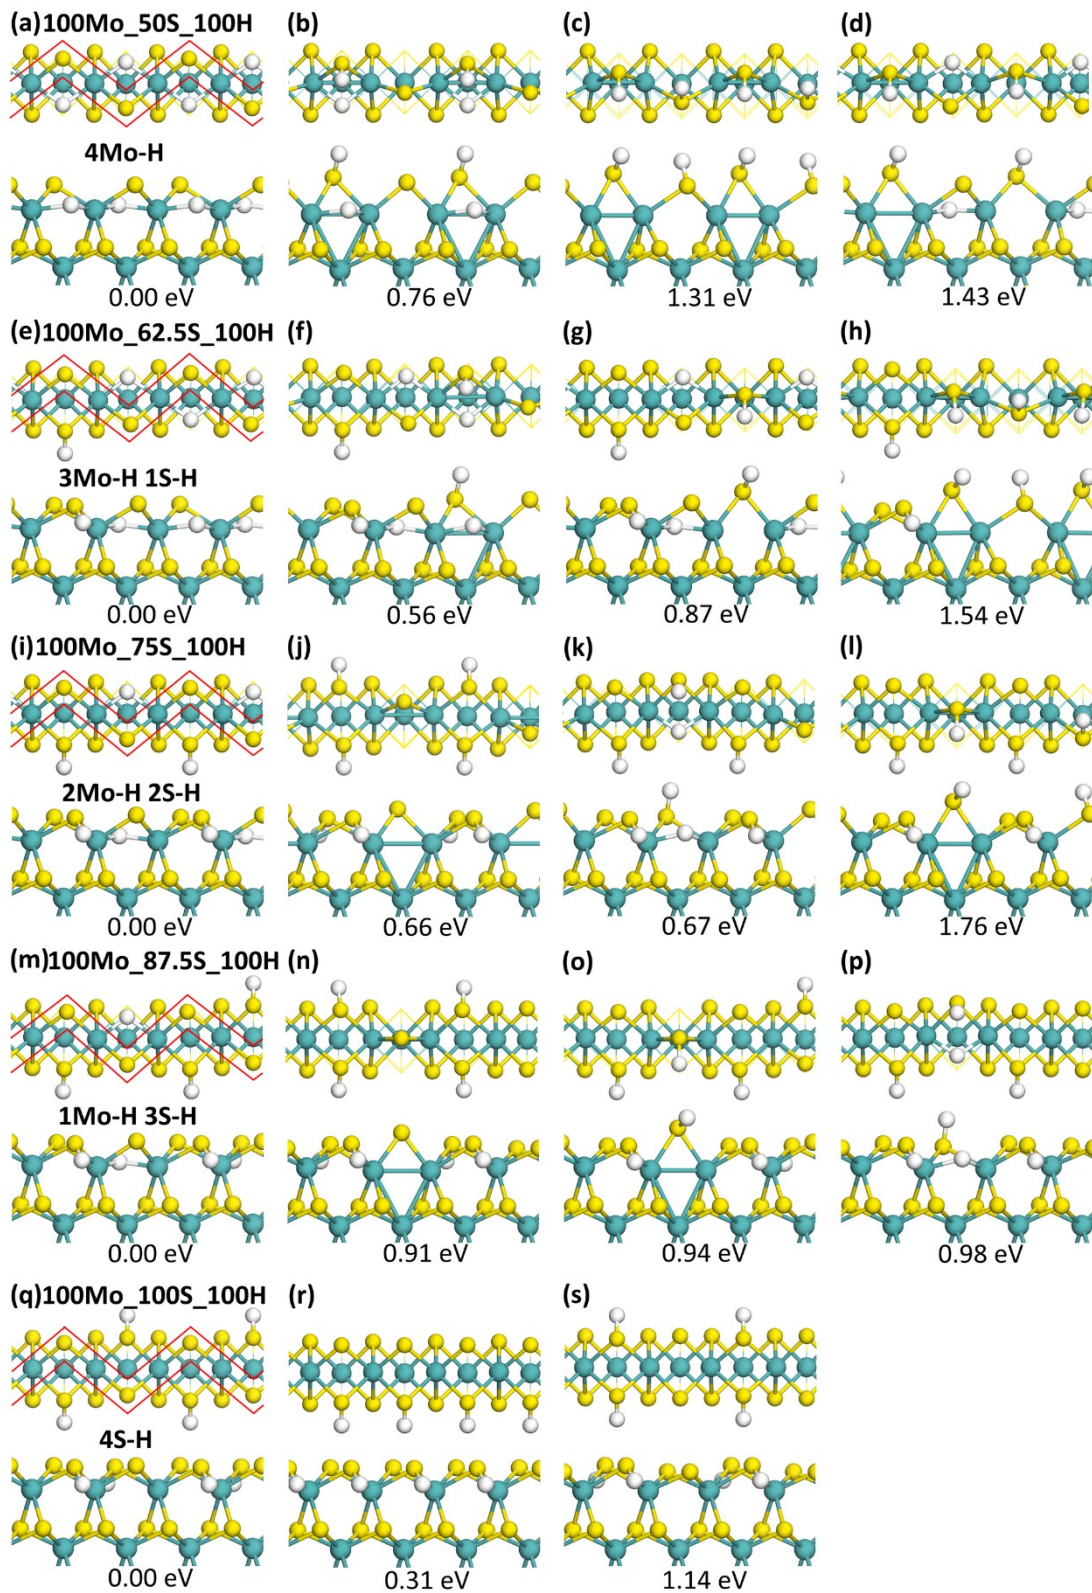 (a)100Mo_50S_100H (b) (c) (d)
4Mo-H
0.00 eV 0.76 eV 1.31 eV 1.43 eV
(e)100Mo_62.5S_100H (f) (g) (h)
3Mo-H 1S-H
0.00 eV 0.56 eV 0.87 eV 1.54 eV
(i)100Mo_75S_100H (j) (k) (l)
2Mo-H 2S-H
0.00 eV 0.66 eV 0.67 eV 1.76 eV
(m)100Mo_87.5S_100H (n) (o) (p)
1Mo-H 3S-H
0.00 eV 0.91 eV 0.94 eV 0.98 eV
(q)100Mo_100S_100H (r) (s)
4S-H
0.00 eV 0.31 eV 1.14 eV